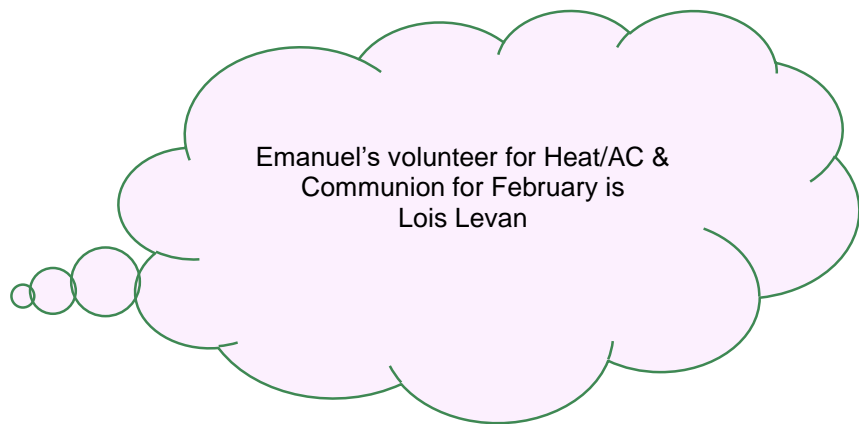 Emanuel’s volunteer for Heat/AC &
Communion for February is
Lois Levan